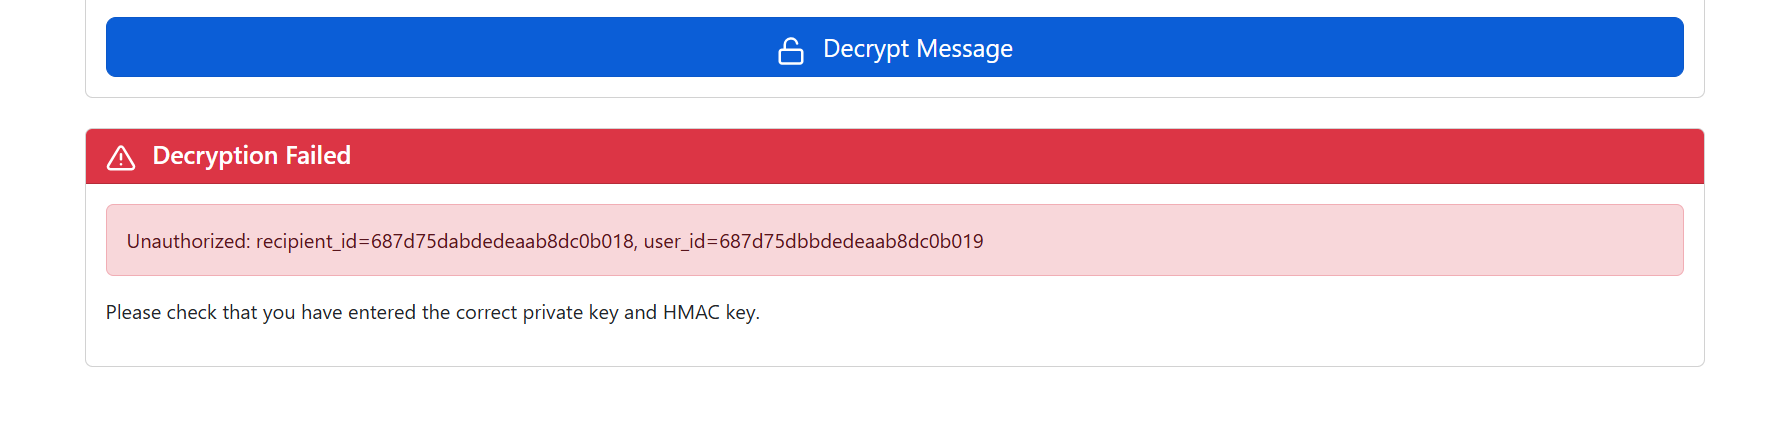 Decrypt Message
Decryption Failed
Unauthorized: recipient_id=687d75dabdedeaab8dc0b018, user_id=687d75dbbdedeaab8dc0b019
Please check that you have entered the correct private key and HMAC key.